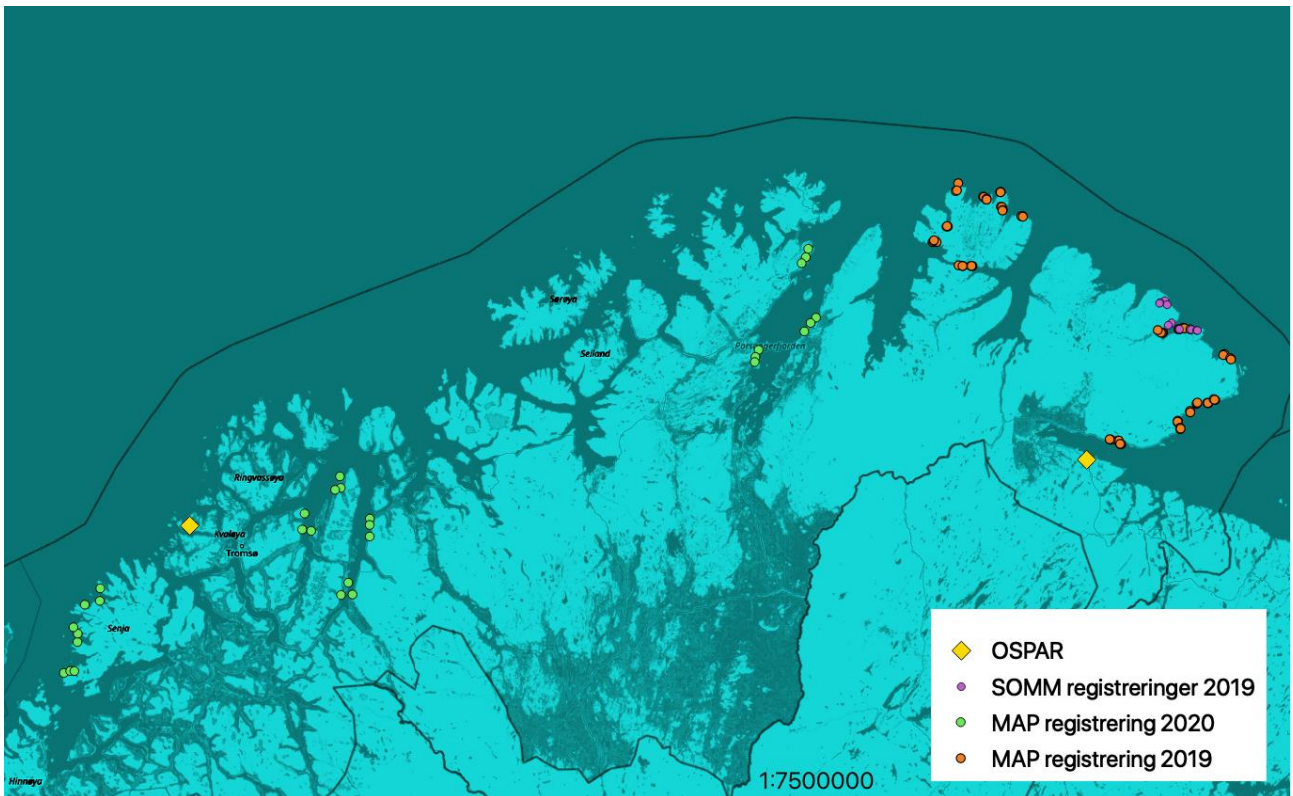 Sørøya
Seiland
Porsangerfjorden
Ringvassøya
Kvaløya
Tromsø
Senja
Hinnøya
1:7500000
OSPAR
SOMM registreringer 2019
MAP registrering 2020
MAP registrering 2019